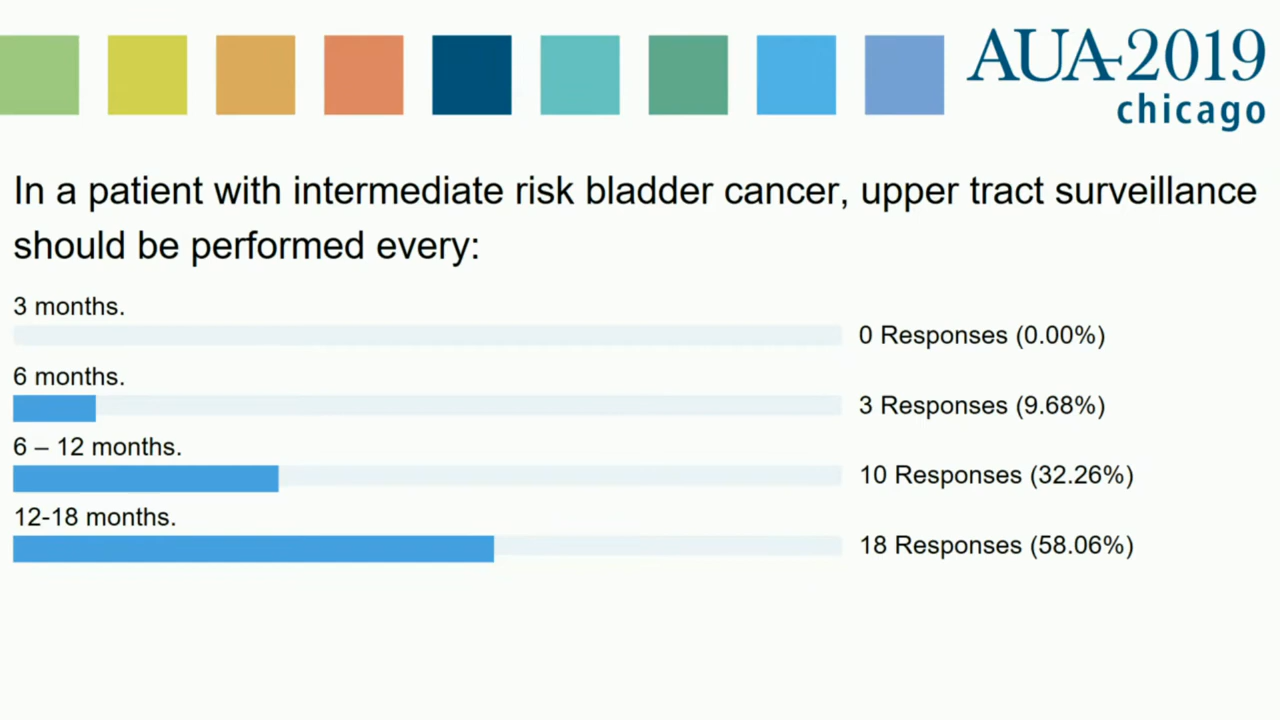 AUA-2019
chicago
In a patient with intermediate risk bladder cancer, upper tract surveillance
should be performed every:
3 months.
0 Responses (0.00%)
6 months.
3 Responses (9.68%)
6 – 12 months.
10 Responses (32.26%)
12-18 months.
18 Responses (58.06%)